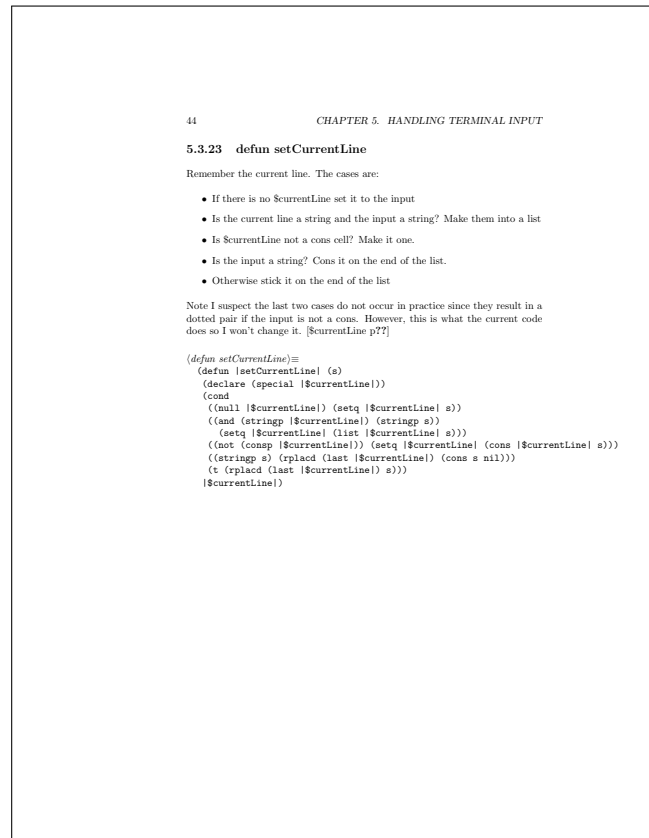 44 CHAPTER 5. HANDLING TERMINAL INPUT
5.3.23 defun setCurrentLine
Remember the current line. The cases are:
• If there is no $currentLine set it to the input
• Is the current line a string and the input a string? Make them into a list
• Is $currentLine not a cons cell? Make it one.
• Is the input a string? Cons it on the end of the list.
• Otherwise stick it on the end of the list
Note I suspect the last two cases do not occur in practice since they result in a
dotted pair if the input is not a cons. However, this is what the current code
does so I won't change it. [$currentLine p??]
⟨defun setCurrentLine⟩≡
(defun |setCurrentLine| (s)
(declare (special |$currentLine|))
(cond
((null |$currentLine|) (setq |$currentLine| s))
((and (stringp |$currentLine|) (stringp s))
(setq |$currentLine| (list |$currentLine| s)))
((not (consp |$currentLine|)) (setq |$currentLine| (cons |$currentLine| s)))
((stringp s) (rplacd (last |$currentLine|) (cons s nil)))
(t (rplacd (last |$currentLine|) s)))
|$currentLine|)